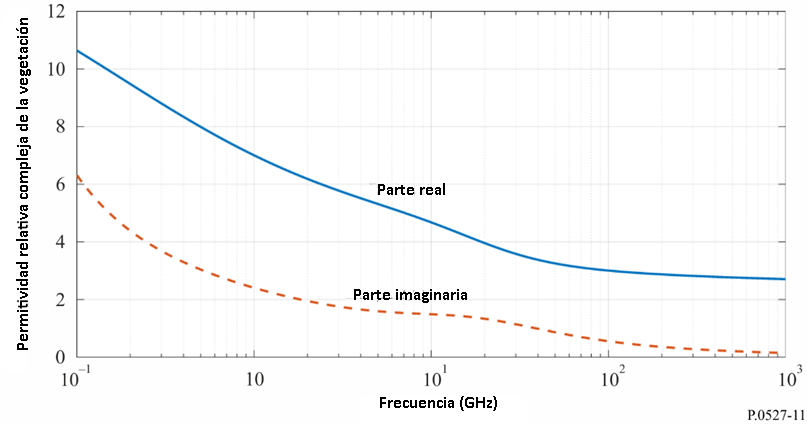 Permitividad relativa compleja de la vegetación
12
10
8
6
4
2
0
Parte real
Parte imaginaria
10⁻¹
10
10¹
10²
10³
Frecuencia (GHz)
P.0527-11